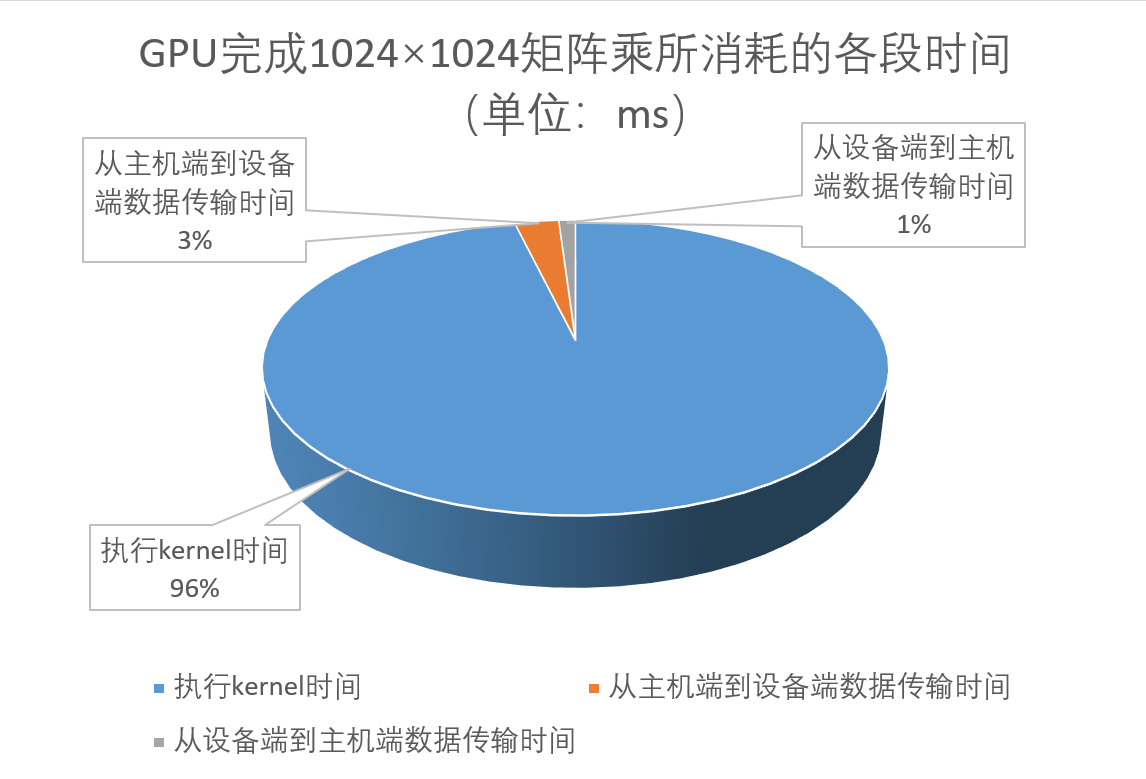 GPU完成1024×1024矩阵乘所消耗的各段时间
（单位：ms）
从主机端到设备
端数据传输时间
3%
从设备端到主机
端数据传输时间
1%
执行kernel时间
96%
执行kernel时间
从主机端到设备端数据传输时间
从设备端到主机端数据传输时间